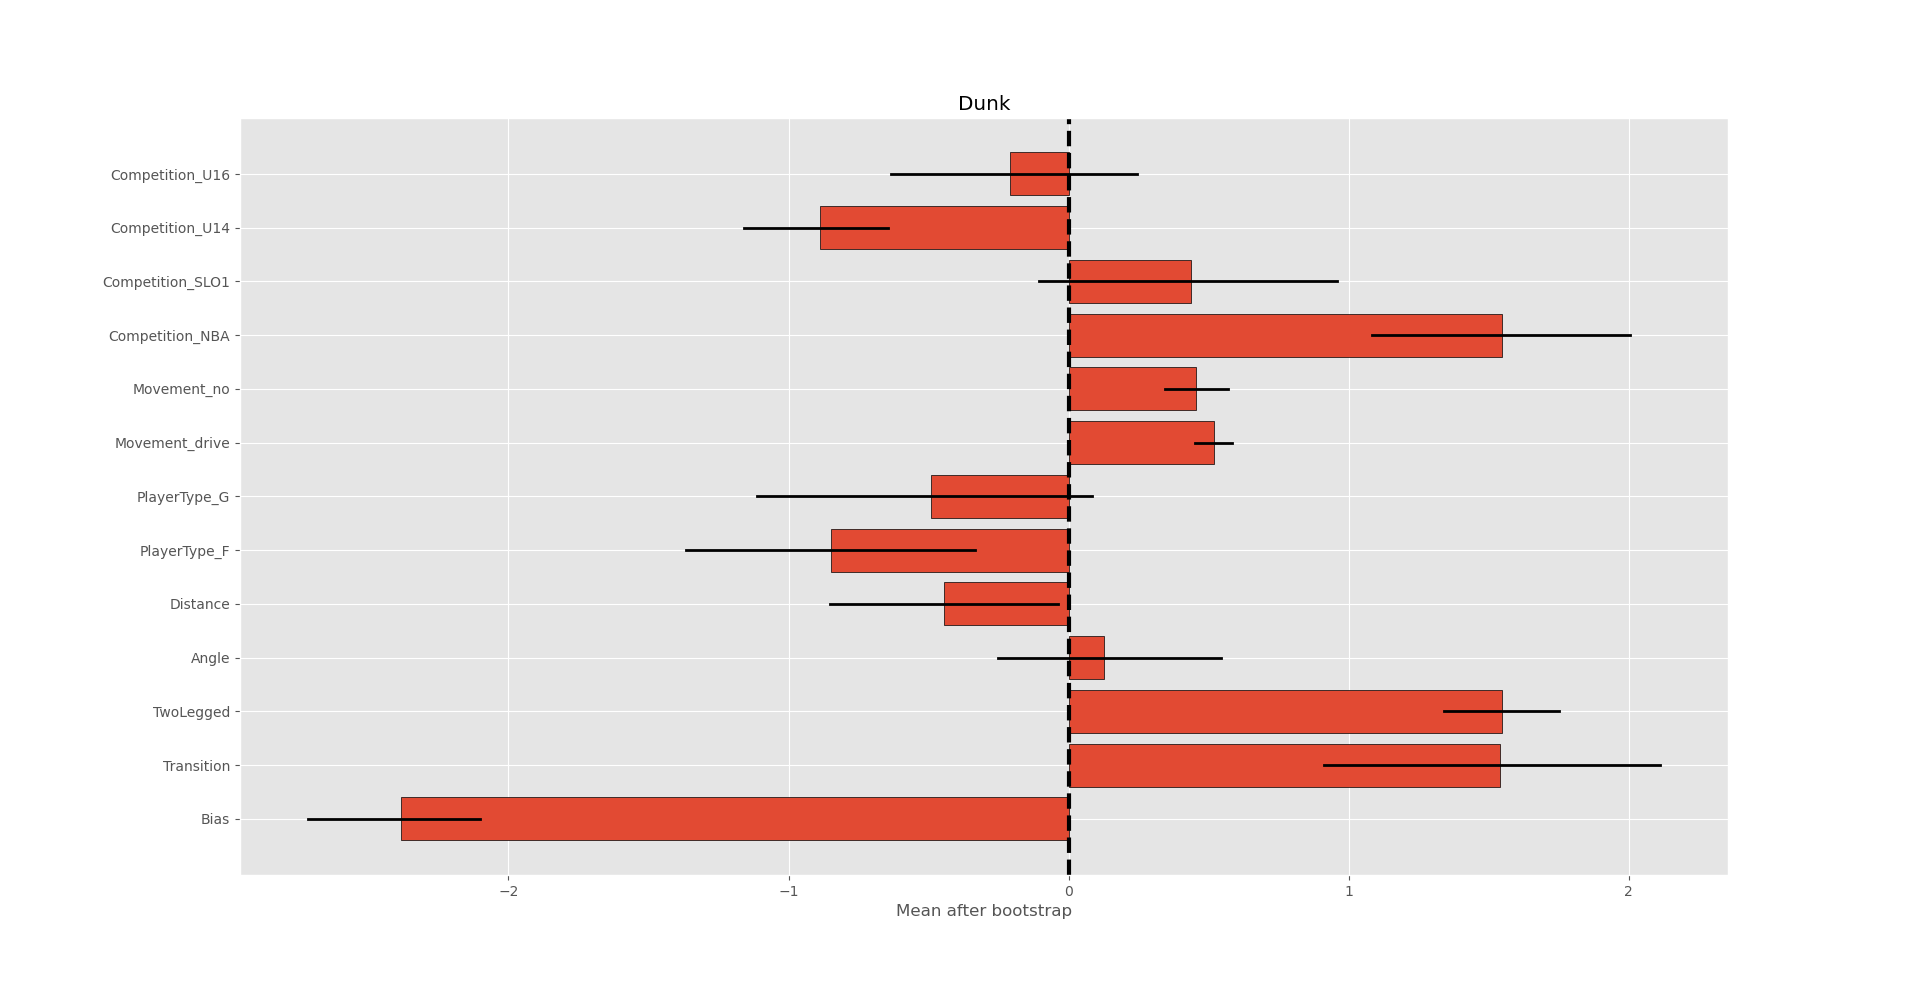 Dunk
Competition_U16
Competition_U14
Competition_SLO1
Competition_NBA
Movement_no
Movement_drive
PlayerType_G
PlayerType_F
Distance
Angle
TwoLegged
Transition
Bias
−2 −1 0 1 2
Mean after bootstrap